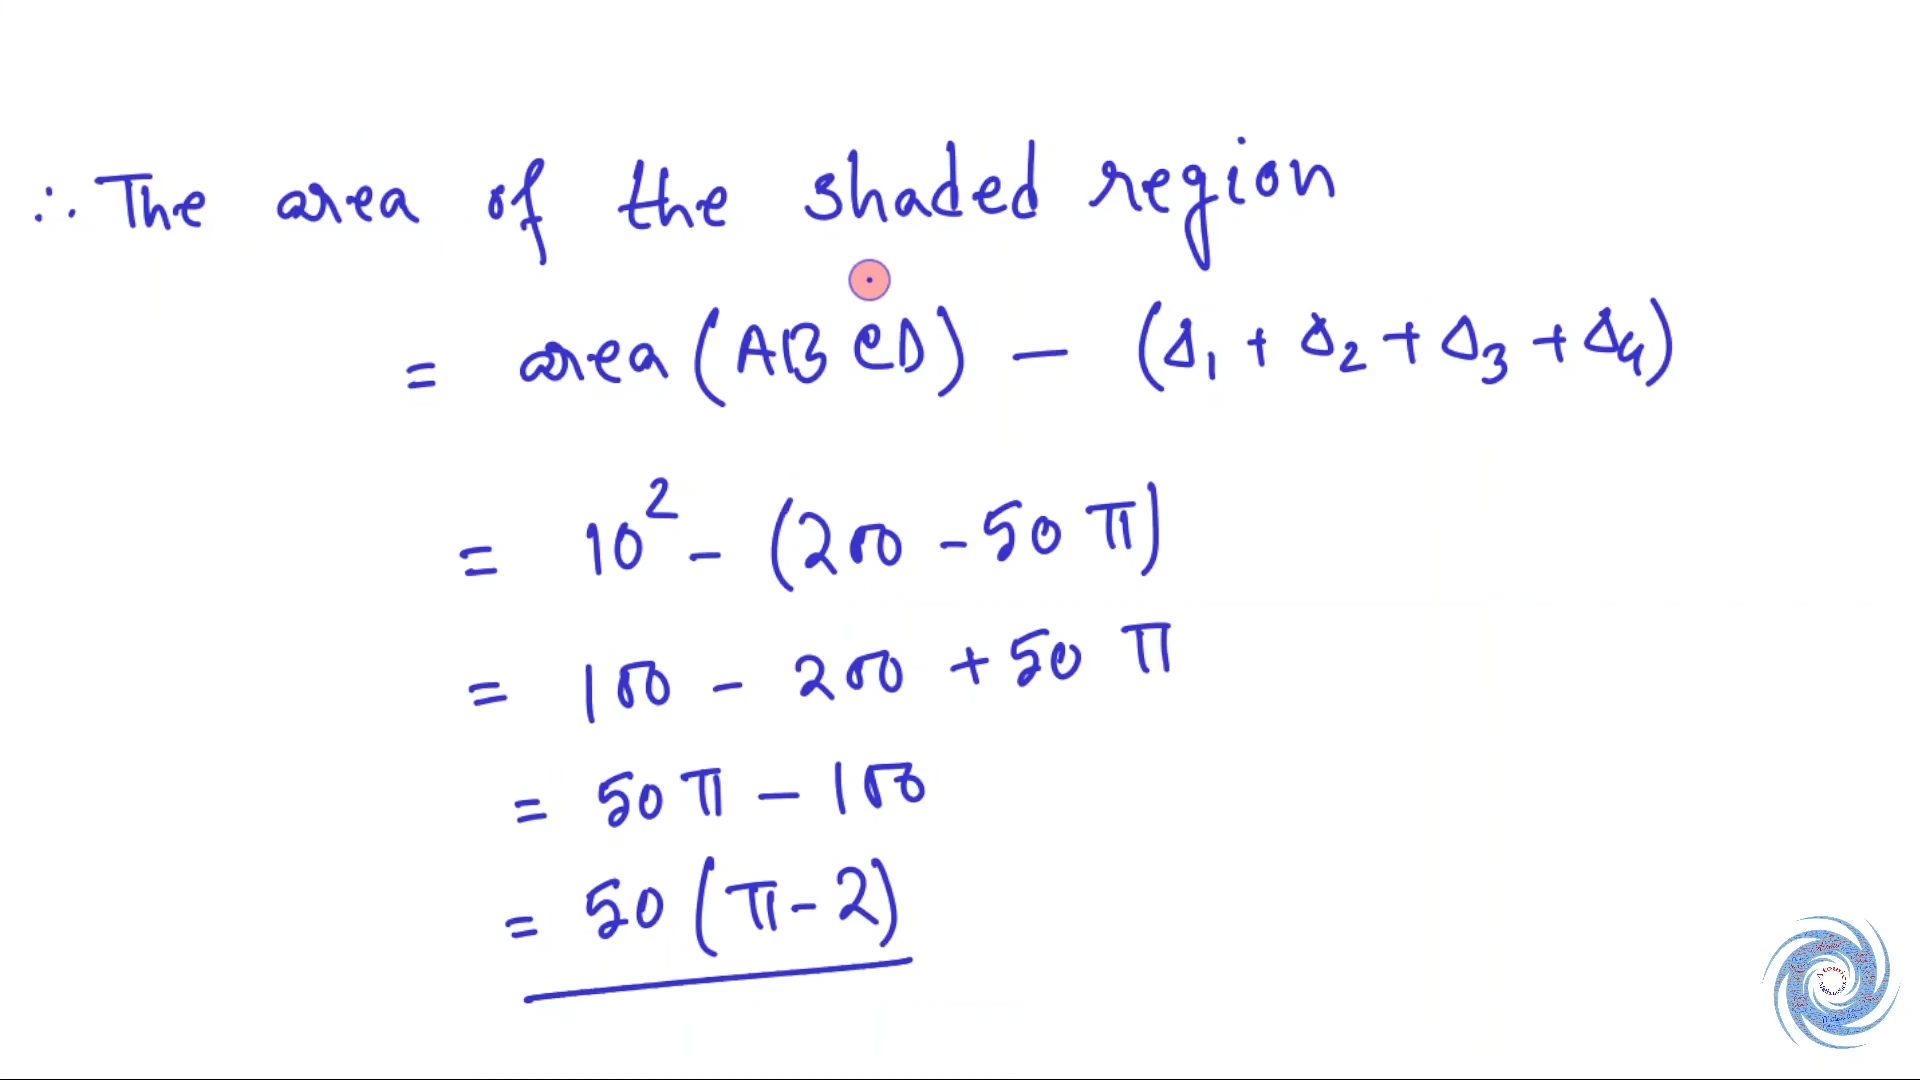 ∴ The area of the shaded region
= area (ABCD) − (Δ₁ + Δ₂ + Δ₃ + Δ₄)
= 10² − (200 − 50 π)
= 100 − 200 + 50 π
= 50 π − 100
= 50 (π − 2)